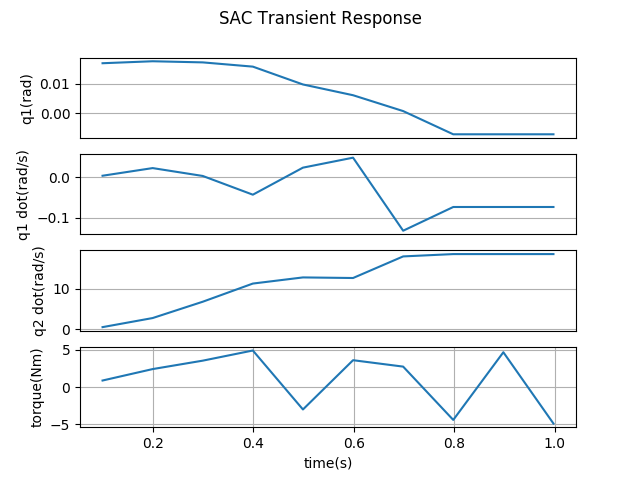 SAC Transient Response
q1(rad)
0.01
0.00
q1 dot(rad/s)
0.0
−0.1
q2 dot(rad/s)
10
0
torque(Nm)
5
0
−5
0.2 0.4 0.6 0.8 1.0
time(s)